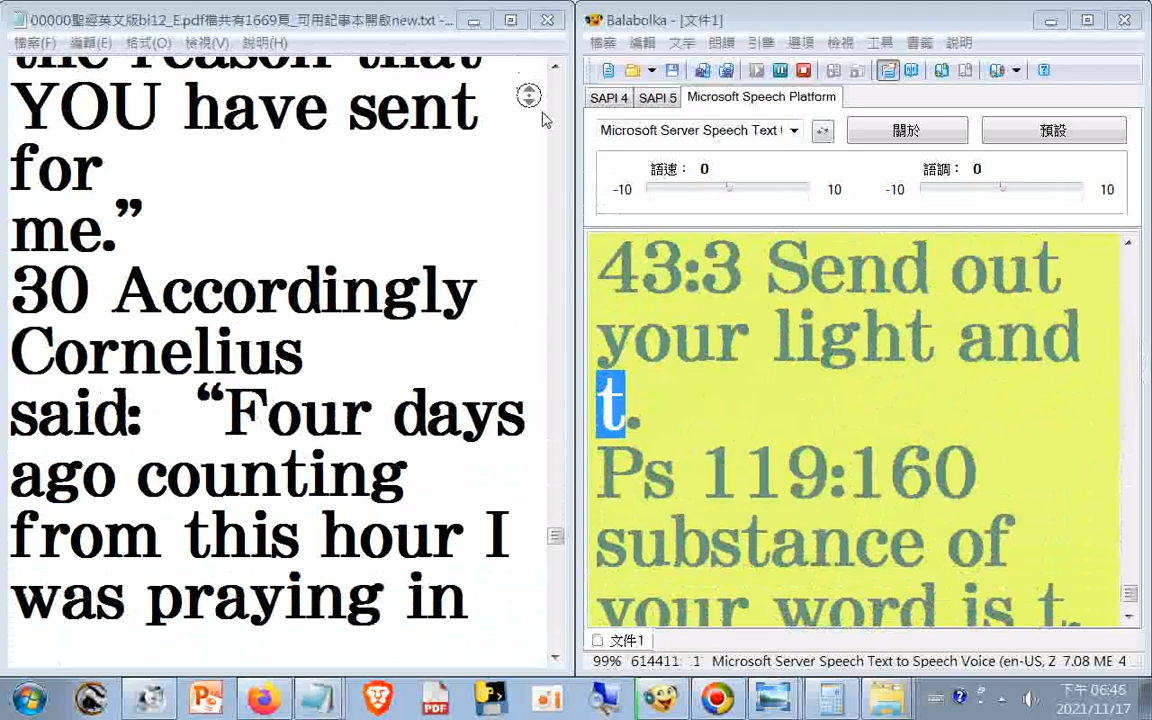 00000聖經英文版bi12_E.pdf檔共有1669頁_可用記事本開啟new.txt -...
檔案(F) 編輯(E) 格式(O) 檢視(V) 說明(H)
the reason that
YOU have sent
for
me.”
30 Accordingly
Cornelius
said: “Four days
ago counting
from this hour I
was praying in
Balabolka - [文件1]
檔案 編輯 文字 朗讀 引擎 選項 檢視 工具 書籤 說明
SAPI 4 SAPI 5 Microsoft Speech Platform
Microsoft Server Speech Text 關於 預設
語速： 0 語調： 0
-10 10 -10 10
43:3 Send out
your light and
t.
Ps 119:160
substance of
your word is t.
文件1
99% 614411: .1 Microsoft Server Speech Text to Speech Voice (en-US, Z 7.08 ME 4
PDF
下午 06:46
2021/11/17